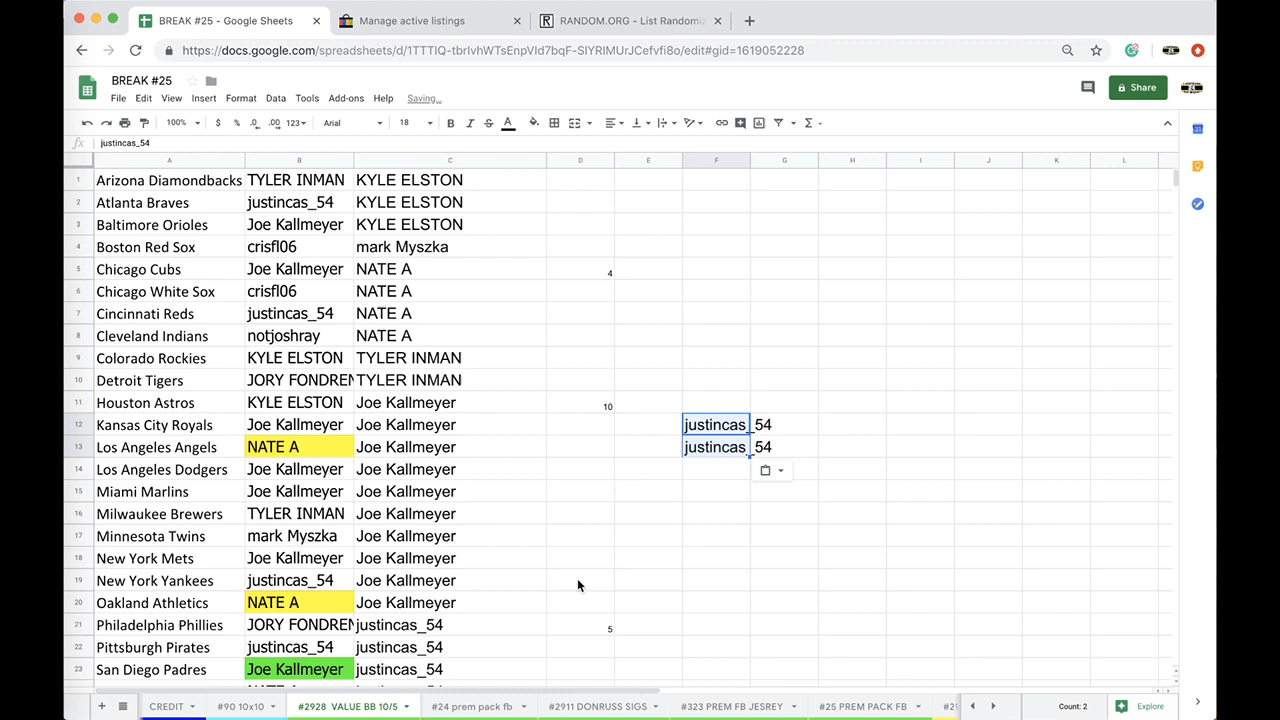 BREAK #25 - Google Sheets
Manage active listings
RANDOM.ORG - List Randomiz
https://docs.google.com/spreadsheets/d/1TTTIQ-tbrIvhWTsEnpVId7bqF-SIYRIMUrJCefvfi8o/edit#gid=1619052228
BREAK #25
File Edit View Insert Format Data Tools Add-ons Help Saving...
Share
100% $ % .0 .00 123 Arial 18 B I S A
fx justincas_54
A B C D E F G H I J K L
1 Arizona Diamondbacks TYLER INMAN KYLE ELSTON
2 Atlanta Braves justincas_54 KYLE ELSTON
3 Baltimore Orioles Joe Kallmeyer KYLE ELSTON
4 Boston Red Sox crisfl06 mark Myszka
5 Chicago Cubs Joe Kallmeyer NATE A 4
6 Chicago White Sox crisfl06 NATE A
7 Cincinnati Reds justincas_54 NATE A
8 Cleveland Indians notjoshray NATE A
9 Colorado Rockies KYLE ELSTON TYLER INMAN
10 Detroit Tigers JORY FONDREN TYLER INMAN
11 Houston Astros KYLE ELSTON Joe Kallmeyer 10
12 Kansas City Royals Joe Kallmeyer Joe Kallmeyer justincas_54
13 Los Angeles Angels NATE A Joe Kallmeyer justincas_54
14 Los Angeles Dodgers Joe Kallmeyer Joe Kallmeyer
15 Miami Marlins Joe Kallmeyer Joe Kallmeyer
16 Milwaukee Brewers TYLER INMAN Joe Kallmeyer
17 Minnesota Twins mark Myszka Joe Kallmeyer
18 New York Mets Joe Kallmeyer Joe Kallmeyer
19 New York Yankees justincas_54 Joe Kallmeyer
20 Oakland Athletics NATE A Joe Kallmeyer
21 Philadelphia Phillies JORY FONDREN justincas_54 5
22 Pittsburgh Pirates justincas_54 justincas_54
23 San Diego Padres Joe Kallmeyer justincas_54
CREDIT #90 10x10 #2928 VALUE BB 10/5 #24 prem pack fb #2911 DONRUSS SIGS #323 PREM FB JESREY #25 PREM PACK FB Count: 2 Explore